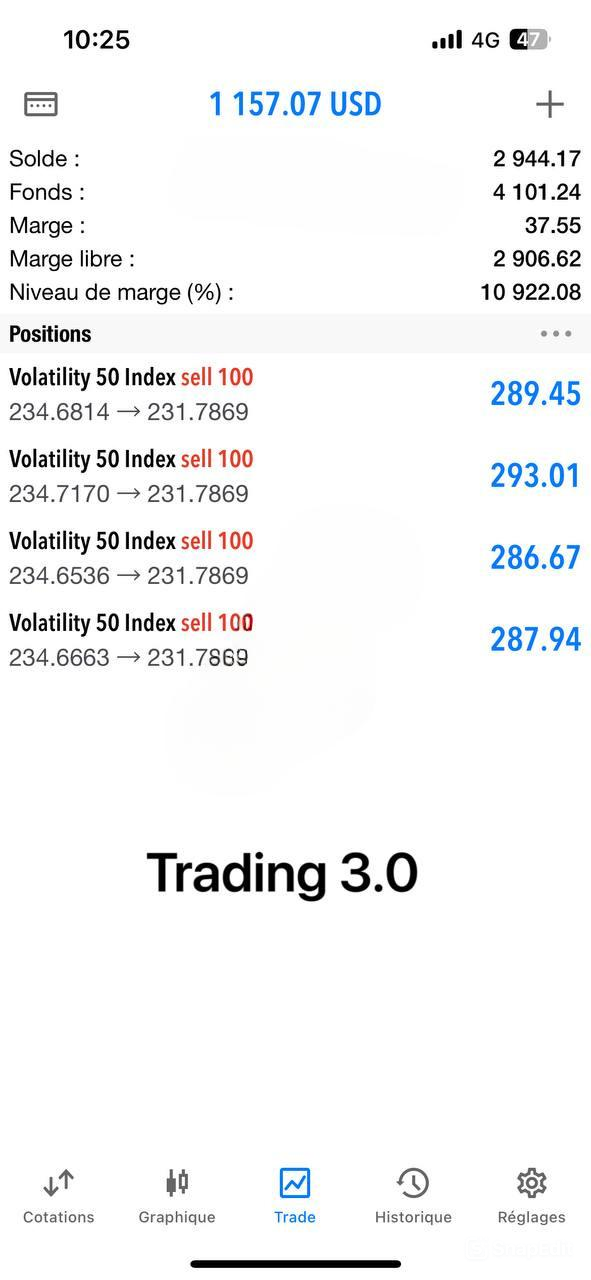 10:25 4G 47
1 157.07 USD
Solde : 2 944.17
Fonds : 4 101.24
Marge : 37.55
Marge libre : 2 906.62
Niveau de marge (%) : 10 922.08
Positions
Volatility 50 Index sell 100 289.45
234.6814 → 231.7869
Volatility 50 Index sell 100 293.01
234.7170 → 231.7869
Volatility 50 Index sell 100 286.67
234.6536 → 231.7869
Volatility 50 Index sell 100 287.94
234.6663 → 231.7869
Trading 3.0
Cotations Graphique Trade Historique Réglages